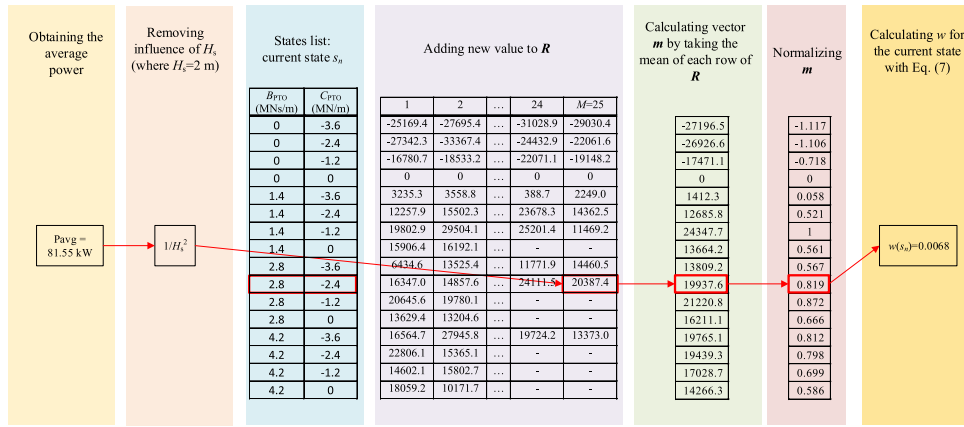 Obtaining the
average
power
Pavg =
81.55 kW
Removing
influence of Hs
(where Hs=2 m)
1/Hs²
States list:
current state sn
BPTO (MNs/m) CPTO (MN/m)
0 -3.6
0 -2.4
0 -1.2
0 0
1.4 -3.6
1.4 -2.4
1.4 -1.2
1.4 0
2.8 -3.6
2.8 -2.4
2.8 -1.2
2.8 0
4.2 -3.6
4.2 -2.4
4.2 -1.2
4.2 0
Adding new value to R
1 2 … 24 M=25
-25169.4 -27695.4 … -31028.9 -29030.4
-27342.3 -33367.4 … -24432.9 -22061.6
-16780.7 -18533.2 … -22071.1 -19148.2
0 0 … 0 0
3235.3 3558.8 … 388.7 2249.0
12257.9 15502.3 … 23678.3 14362.5
19802.9 29504.1 … 25201.4 11469.2
15906.4 16192.1 … - -
6434.6 13525.4 … 11771.9 14460.5
16347.0 14857.6 … 24111.5 20387.4
20645.6 19780.1 … - -
13629.4 13204.6 … - -
16564.7 27945.8 … 19724.2 13373.0
22806.1 15365.1 … - -
14602.1 15802.7 … - -
18059.2 10171.7 … - -
Calculating vector
m by taking the
mean of each row of
R
-27196.5
-26926.6
-17471.1
0
1412.3
12685.8
24347.7
13664.2
13809.2
19937.6
21220.8
16211.1
19765.1
19439.3
17028.7
14266.3
Normalizing
m
-1.117
-1.106
-0.718
0
0.058
0.521
1
0.561
0.567
0.819
0.872
0.666
0.812
0.798
0.699
0.586
Calculating w for
the current state
with Eq. (7)
w(sn)=0.0068